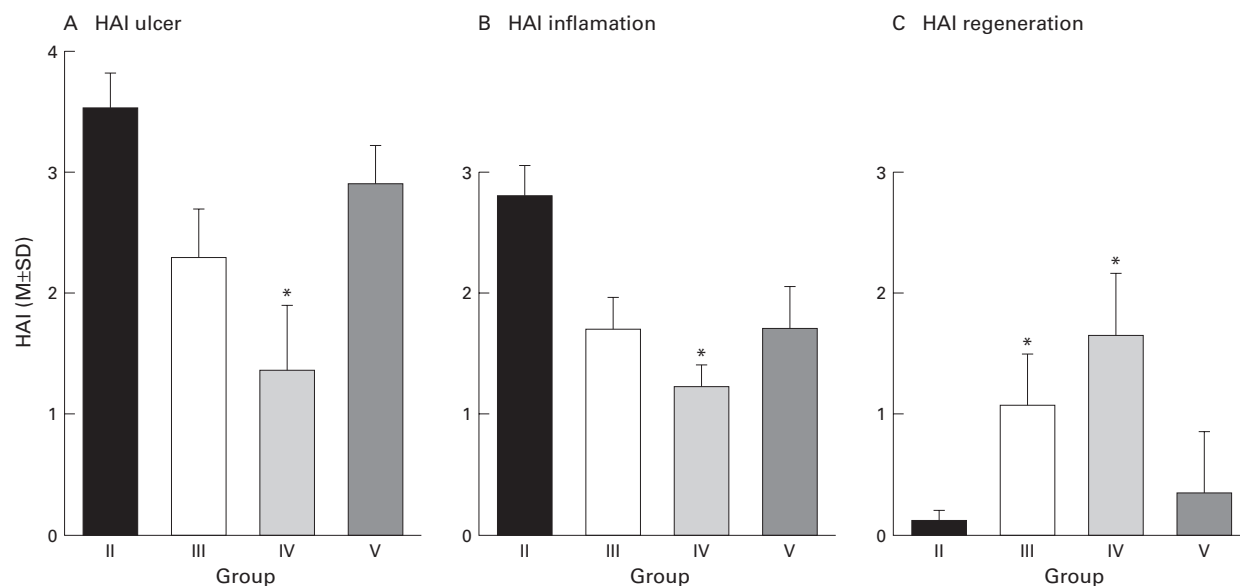 A HAI ulcer
HAI (M±SD)
4
3
2
1
0
*
II III IV V
Group
B HAI inflamation
3
2
1
0
*
II III IV V
Group
C HAI regeneration
3
2
1
0
*
*
II III IV V
Group